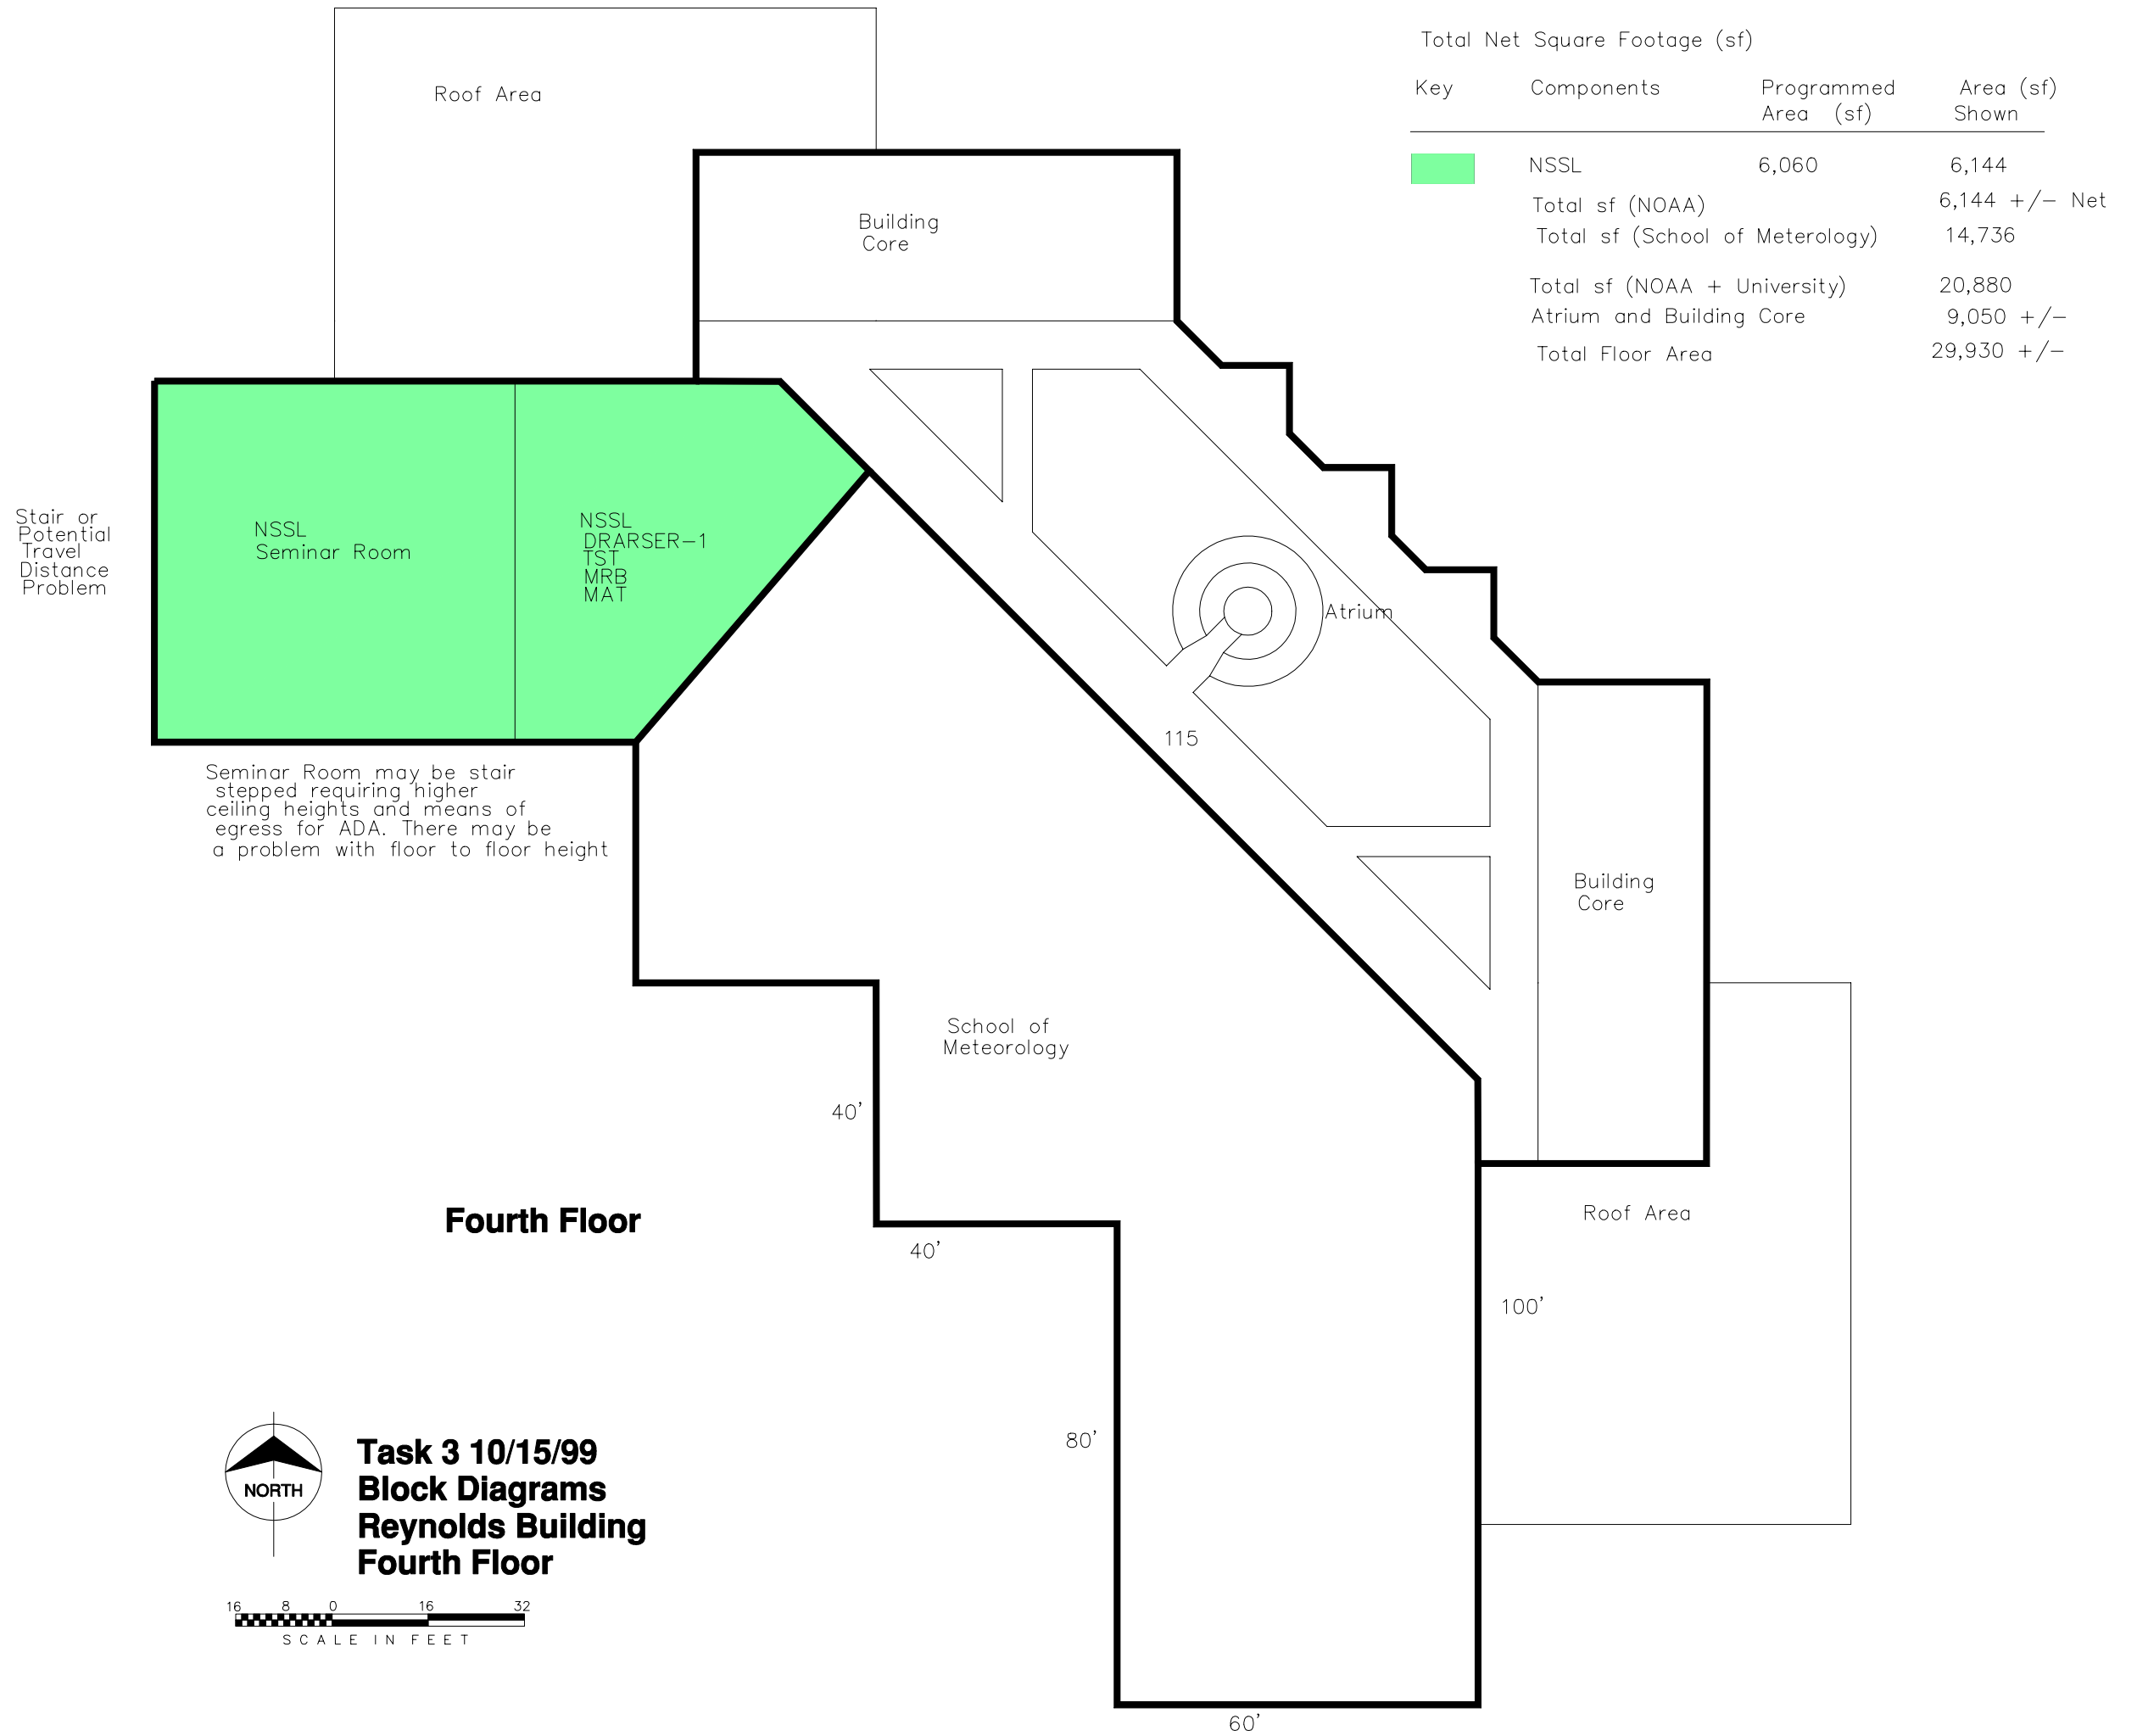 Total Net Square Footage (sf)
Key Components Programmed Area (sf) Area (sf) Shown
NSSL 6,060 6,144
Total sf (NOAA) 6,144 +/- Net
Total sf (School of Meterology) 14,736
Total sf (NOAA + University) 20,880
Atrium and Building Core 9,050 +/-
Total Floor Area 29,930 +/-
Roof Area
Building
Core
Stair or
Potential
Travel
Distance
Problem
NSSL
Seminar Room
NSSL
DRARSER-1
TST
MRB
MAT
Atrium
115
Seminar Room may be stair
stepped requiring higher
ceiling heights and means of
egress for ADA. There may be
a problem with floor to floor height
Building
Core
School of
Meteorology
40'
40'
Roof Area
100'
80'
60'
Fourth Floor
NORTH
Task 3 10/15/99
Block Diagrams
Reynolds Building
Fourth Floor
16 8 0 16 32
SCALE IN FEET